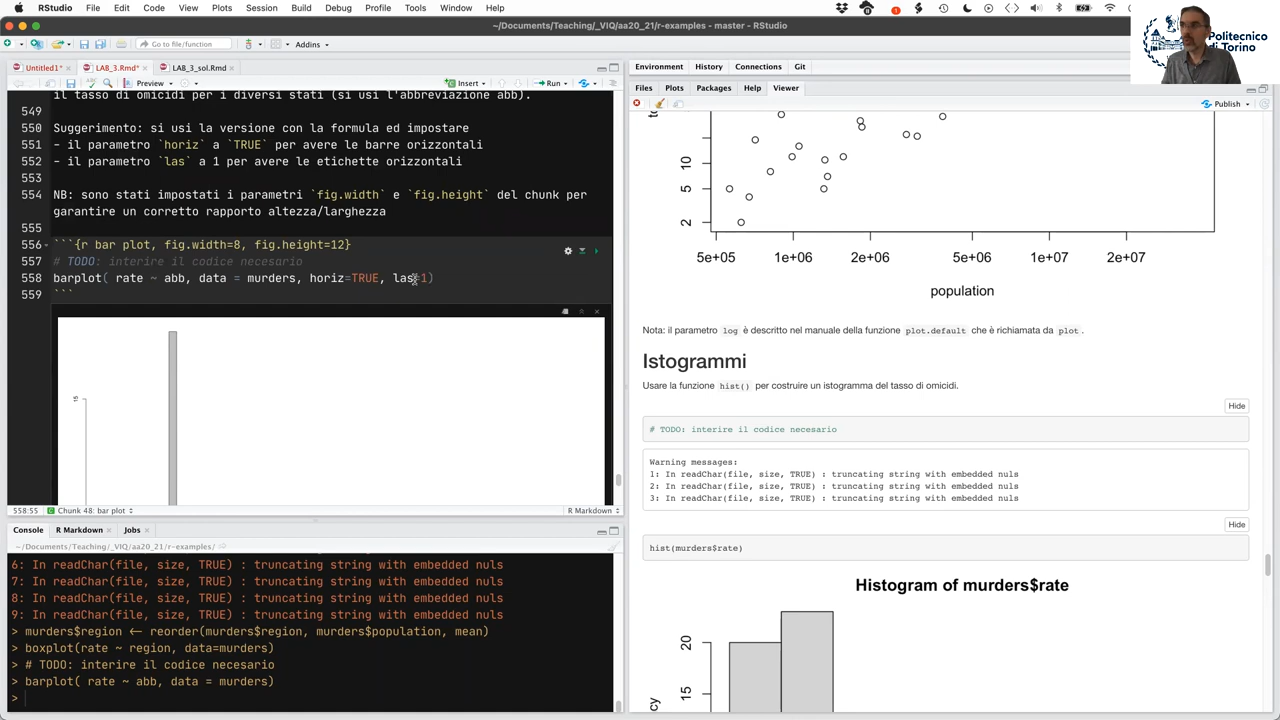 RStudio File Edit Code View Plots Session Build Debug Profile Tools Window Help
~/Documents/Teaching/_VIQ/aa20_21/r-examples - master - RStudio
Politecnico
di Torino
Go to file/function Addins
Untitled1* LAB_3.Rmd* LAB_3_sol.Rmd
Preview Insert Run
il tasso di omicidi per i diversi stati (si usi l'abbreviazione abb).
549
550 Suggerimento: si usi la versione con la formula ed impostare
551 - il parametro `horiz` a `TRUE` per avere le barre orizzontali
552 - il parametro `las` a 1 per avere le etichette orizzontali
553
554 NB: sono stati impostati i parametri `fig.width` e `fig.height` del chunk per
garantire un corretto rapporto altezza/larghezza
555
556 ```{r bar plot, fig.width=8, fig.height=12}
557 # TODO: interire il codice necesario
558 barplot( rate ~ abb, data = murders, horiz=TRUE, las=1)
559 ```
15
558:55 Chunk 48: bar plot R Markdown
Console R Markdown Jobs
~/Documents/Teaching/_VIQ/aa20_21/r-examples/
6: In readChar(file, size, TRUE) : truncating string with embedded nuls
7: In readChar(file, size, TRUE) : truncating string with embedded nuls
8: In readChar(file, size, TRUE) : truncating string with embedded nuls
9: In readChar(file, size, TRUE) : truncating string with embedded nuls
> murders$region <- reorder(murders$region, murders$population, mean)
> boxplot(rate ~ region, data=murders)
> # TODO: interire il codice necesario
> barplot( rate ~ abb, data = murders)
>
Environment History Connections Git
Files Plots Packages Help Viewer
Publish
10
5
2
5e+05 1e+06 2e+06 5e+06 1e+07 2e+07
population
Nota: il parametro log è descritto nel manuale della funzione plot.default che è richiamata da plot.
Istogrammi
Usare la funzione hist() per costruire un istogramma del tasso di omicidi.
Hide
# TODO: interire il codice necesario
Warning messages:
1: In readChar(file, size, TRUE) : truncating string with embedded nuls
2: In readChar(file, size, TRUE) : truncating string with embedded nuls
3: In readChar(file, size, TRUE) : truncating string with embedded nuls
Hide
hist(murders$rate)
Histogram of murders$rate
20
15